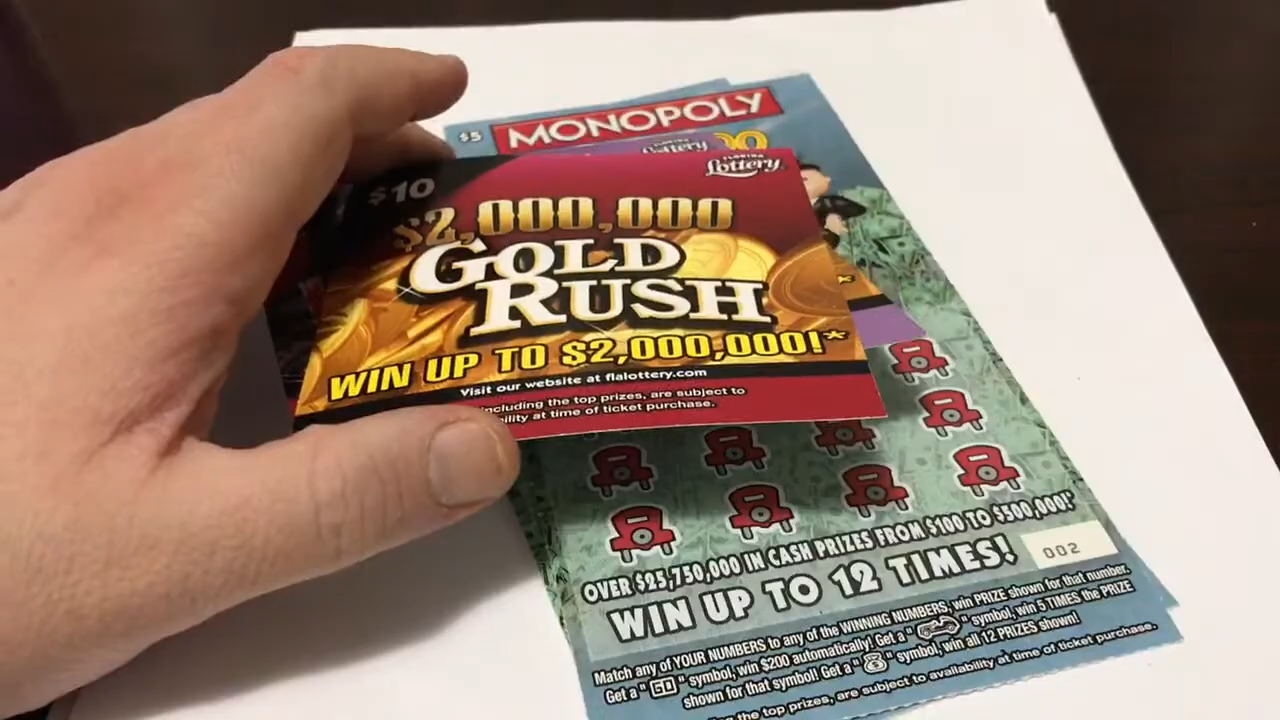 $5 MONOPOLY
FLORIDA
Lottery
$10
FLORIDA
Lottery
$2,000,000
GOLD
RUSH
WIN UP TO $2,000,000!*
Visit our website at flalottery.com
including the top prizes, are subject to
at time of ticket purchase.
OVER $25,750,000 IN CASH PRIZES FROM $100 TO $500,000!*
WIN UP TO 12 TIMES!
002
Match any of YOUR NUMBERS to any of the WINNING NUMBERS, win PRIZE shown for that number.
Get a " GO " symbol, win $200 automatically! Get a " " symbol, win 5 TIMES the PRIZE
shown for that symbol! Get a " " symbol, win all 12 PRIZES shown!
the top prizes, are subject to availability at time of ticket purchase.